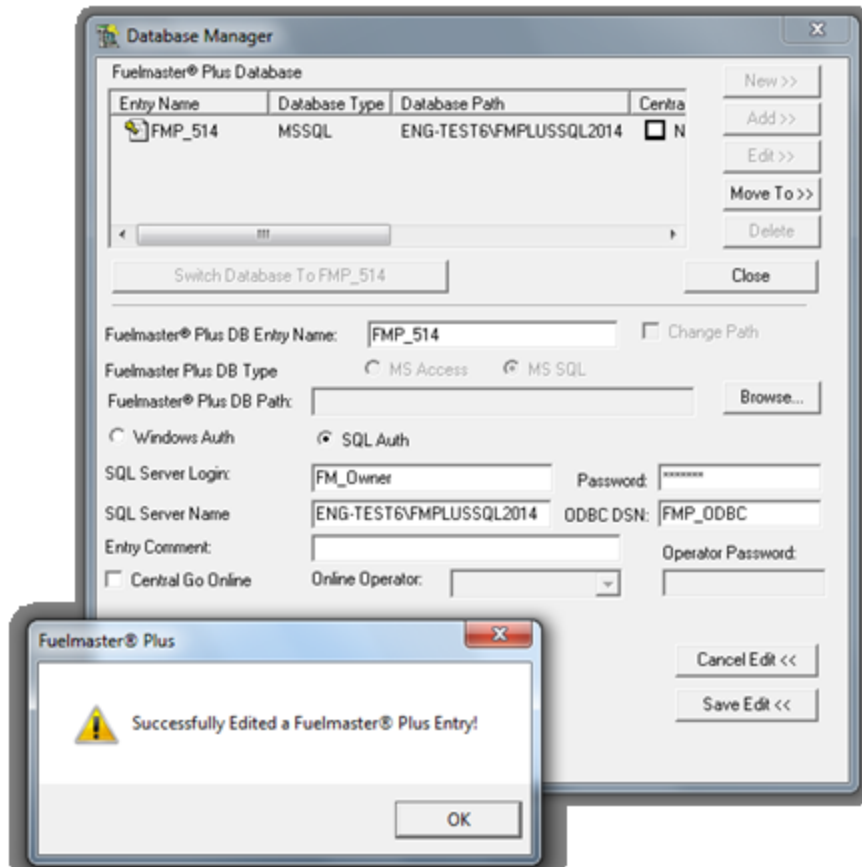 Database Manager
Fuelmaster® Plus Database
New >>
Entry Name Database Type Database Path Centra
Add >>
FMP_514 MSSQL ENG-TEST6\FMPLUSSQL2014 N
Edit >>
Move To >>
Delete
Switch Database To FMP_514 Close
Fuelmaster® Plus DB Entry Name: FMP_514 Change Path
Fuelmaster Plus DB Type MS Access MS SQL
Fuelmaster® Plus DB Path: Browse...
Windows Auth SQL Auth
SQL Server Login: FM_Owner Password: *******
SQL Server Name ENG-TEST6\FMPLUSSQL2014 ODBC DSN: FMP_ODBC
Entry Comment: Operator Password:
Central Go Online Online Operator:
Fuelmaster® Plus
Cancel Edit <<
Save Edit <<
Successfully Edited a Fuelmaster® Plus Entry!
OK